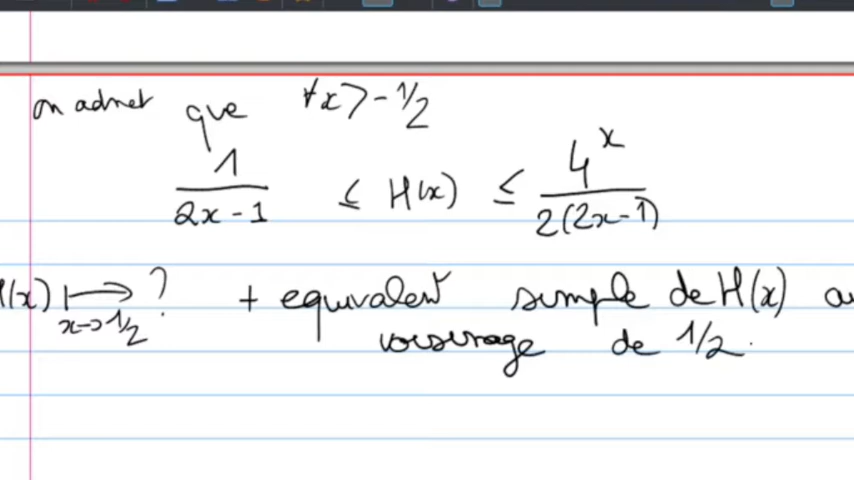 on admet que ∀x > -1/2
1/(2x-1) ≤ H(x) ≤ 4^x/(2(2x-1))
H(x) ⟼ ? x→1/2 + equivalent simple de H(x) au
voisinage de 1/2.